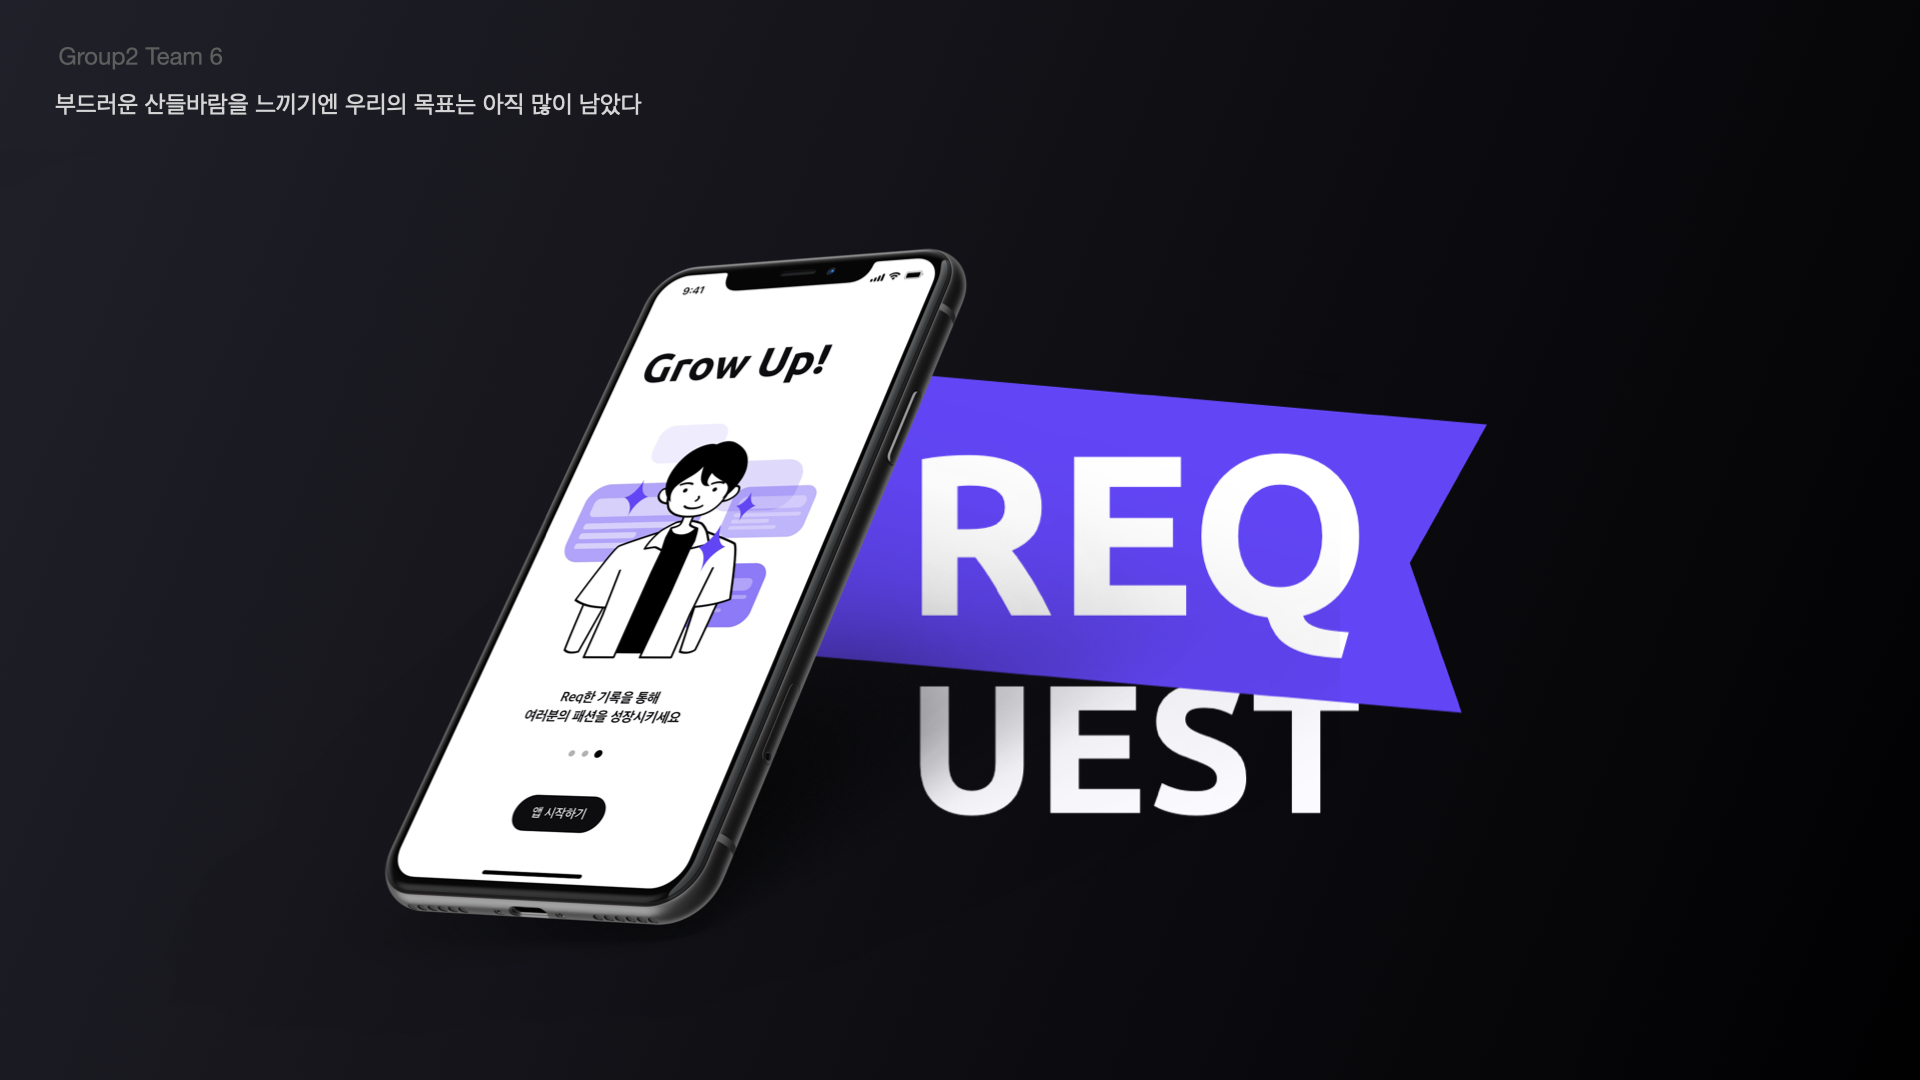 Group2 Team 6
부드러운 산들바람을 느끼기엔 우리의 목표는 아직 많이 남았다
9:41
Grow Up!
Req한 기록을 통해
여러분의 패션을 성장시키세요
앱 시작하기
REQ
UEST